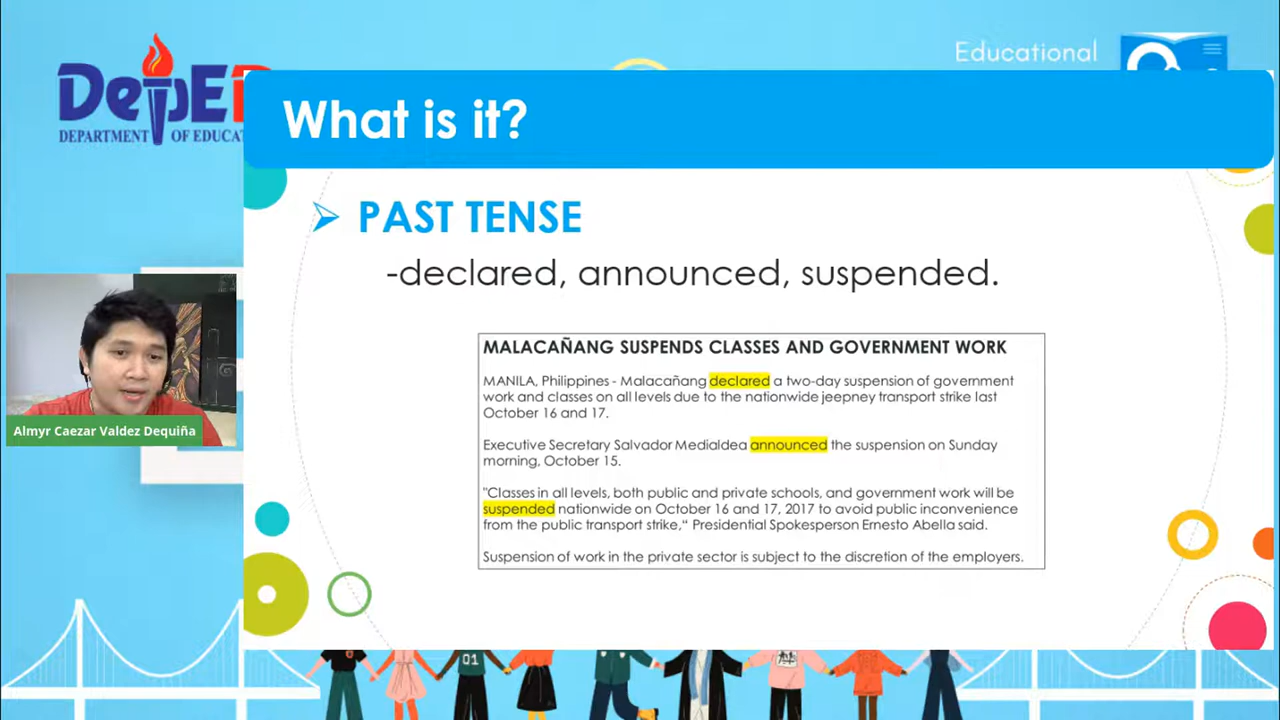 Educational
DepE
DEPARTMENT OF EDUCAT
What is it?
PAST TENSE
-declared, announced, suspended.
MALACAÑANG SUSPENDS CLASSES AND GOVERNMENT WORK
MANILA, Philippines - Malacañang declared a two-day suspension of government
work and classes on all levels due to the nationwide jeepney transport strike last
October 16 and 17.
Executive Secretary Salvador Medialdea announced the suspension on Sunday
morning, October 15.
"Classes in all levels, both public and private schools, and government work will be
suspended nationwide on October 16 and 17, 2017 to avoid public inconvenience
from the public transport strike,“ Presidential Spokesperson Ernesto Abella said.
Suspension of work in the private sector is subject to the discretion of the employers.
Almyr Caezar Valdez Dequiña
01